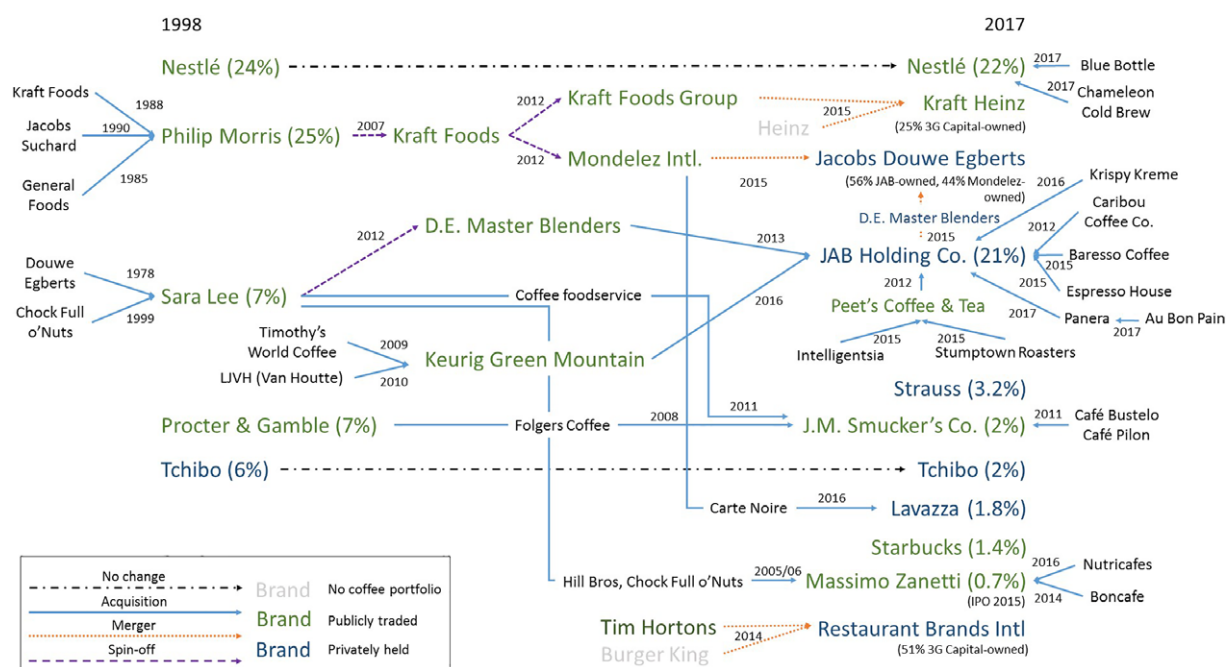 1998
2017
Nestlé (24%)
Nestlé (22%)
2017
Blue Bottle
2017
Chameleon
Cold Brew
Kraft Foods
1988
Jacobs
Suchard
1990
General
Foods
1985
Philip Morris (25%)
2007
Kraft Foods
2012
Kraft Foods Group
2012
Mondelez Intl.
Heinz
2015
Kraft Heinz
(25% 3G Capital-owned)
2015
Jacobs Douwe Egberts
(56% JAB-owned, 44% Mondelez-
owned)
D.E. Master Blenders
2015
2016
Krispy Kreme
Caribou
Coffee Co.
2012
Baresso Coffee
2015
Espresso House
2015
JAB Holding Co. (21%)
2012
D.E. Master Blenders
2013
2016
Douwe
Egberts
1978
Chock Full
o'Nuts
1999
Sara Lee (7%)
Coffee foodservice
2012
Peet's Coffee & Tea
2017
Panera
2017
Au Bon Pain
2015
Intelligentsia
2015
Stumptown Roasters
Timothy's
World Coffee
2009
LJVH (Van Houtte)
2010
Keurig Green Mountain
Strauss (3.2%)
Procter & Gamble (7%)
Folgers Coffee
2008
2011
J.M. Smucker's Co. (2%)
2011
Café Bustelo
Café Pilon
Tchibo (6%)
Tchibo (2%)
Carte Noire
2016
Lavazza (1.8%)
Starbucks (1.4%)
Hill Bros, Chock Full o'Nuts
2005/06
Massimo Zanetti (0.7%)
(IPO 2015)
2016
Nutricafes
2014
Boncafe
Tim Hortons
Burger King
2014
Restaurant Brands Intl
(51% 3G Capital-owned)
No change
Brand
No coffee portfolio
Acquisition
Merger
Brand
Publicly traded
Spin-off
Brand
Privately held